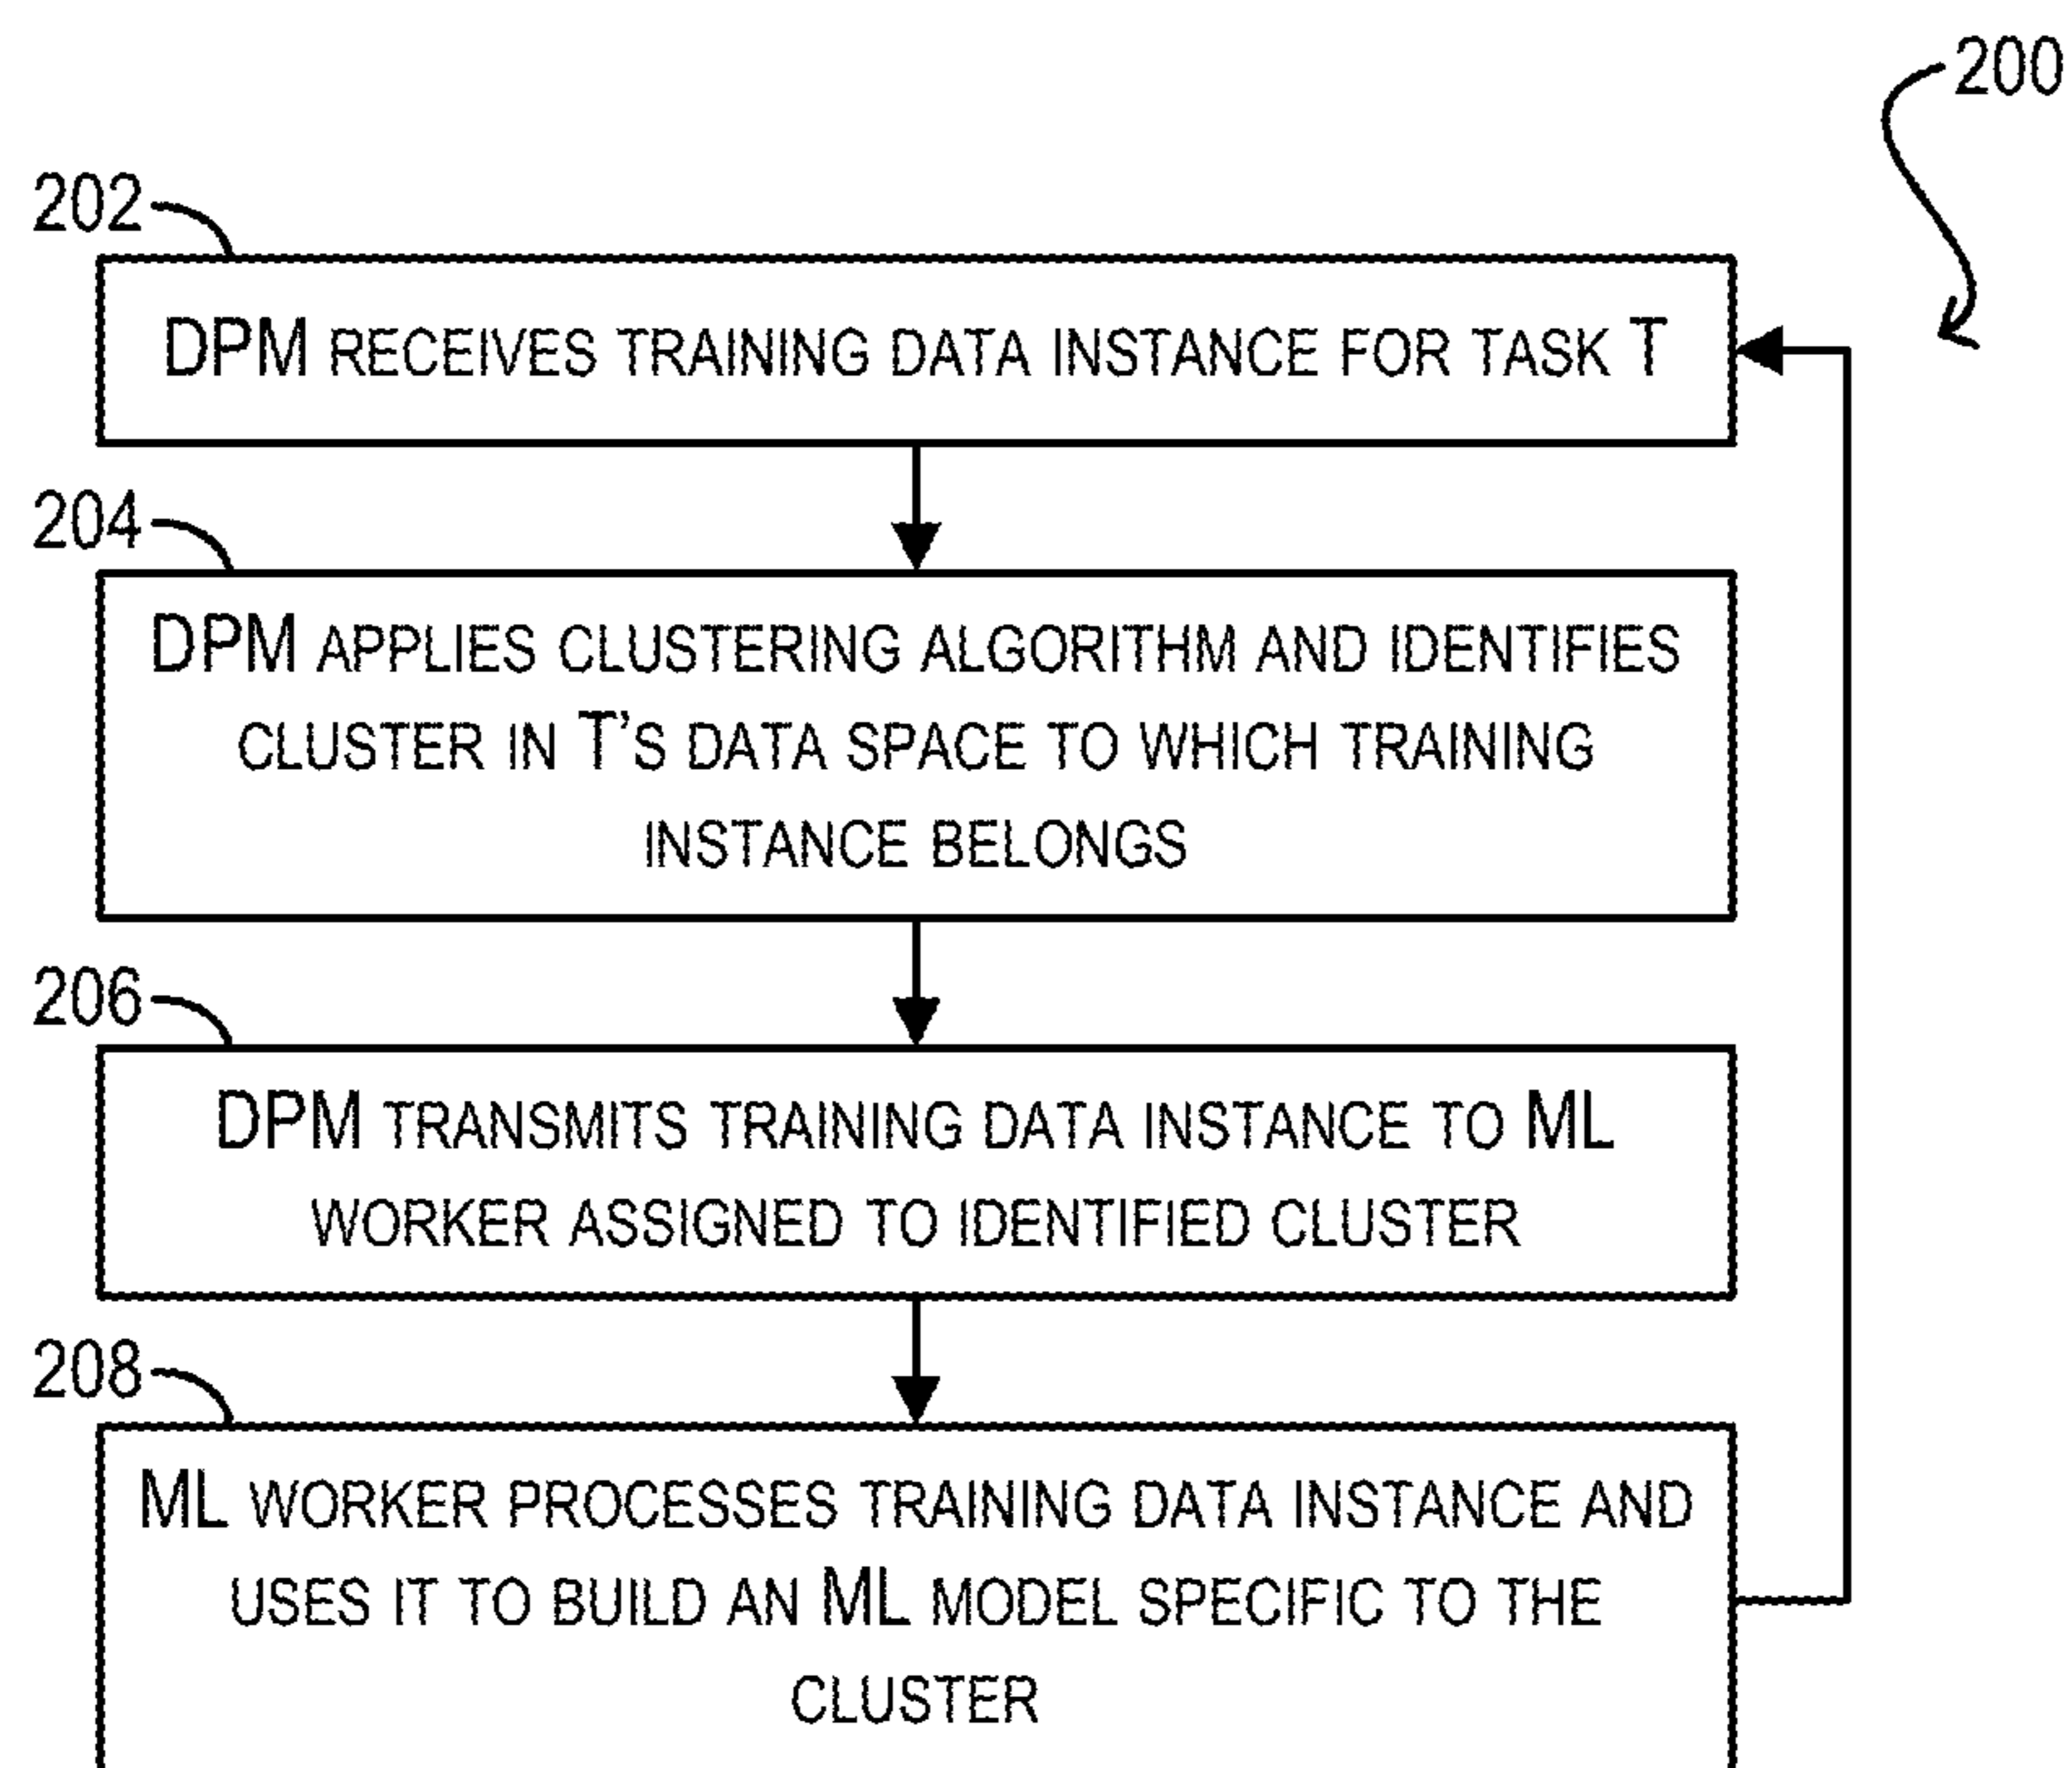 200
202
DPM RECEIVES TRAINING DATA INSTANCE FOR TASK T
204
DPM APPLIES CLUSTERING ALGORITHM AND IDENTIFIES
CLUSTER IN T'S DATA SPACE TO WHICH TRAINING
INSTANCE BELONGS
206
DPM TRANSMITS TRAINING DATA INSTANCE TO ML
WORKER ASSIGNED TO IDENTIFIED CLUSTER
208
ML WORKER PROCESSES TRAINING DATA INSTANCE AND
USES IT TO BUILD AN ML MODEL SPECIFIC TO THE
CLUSTER